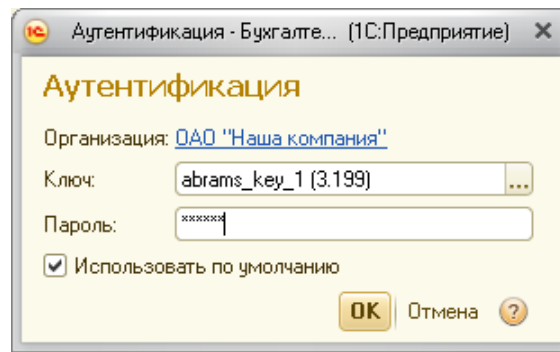 1С Аутентификация - Бухгалте... (1С:Предприятие)
Аутентификация
Организация: ОАО "Наша компания"
Ключ: abrams_key_1 (3.199) ...
Пароль: ******
Использовать по умолчанию
OK Отмена ?